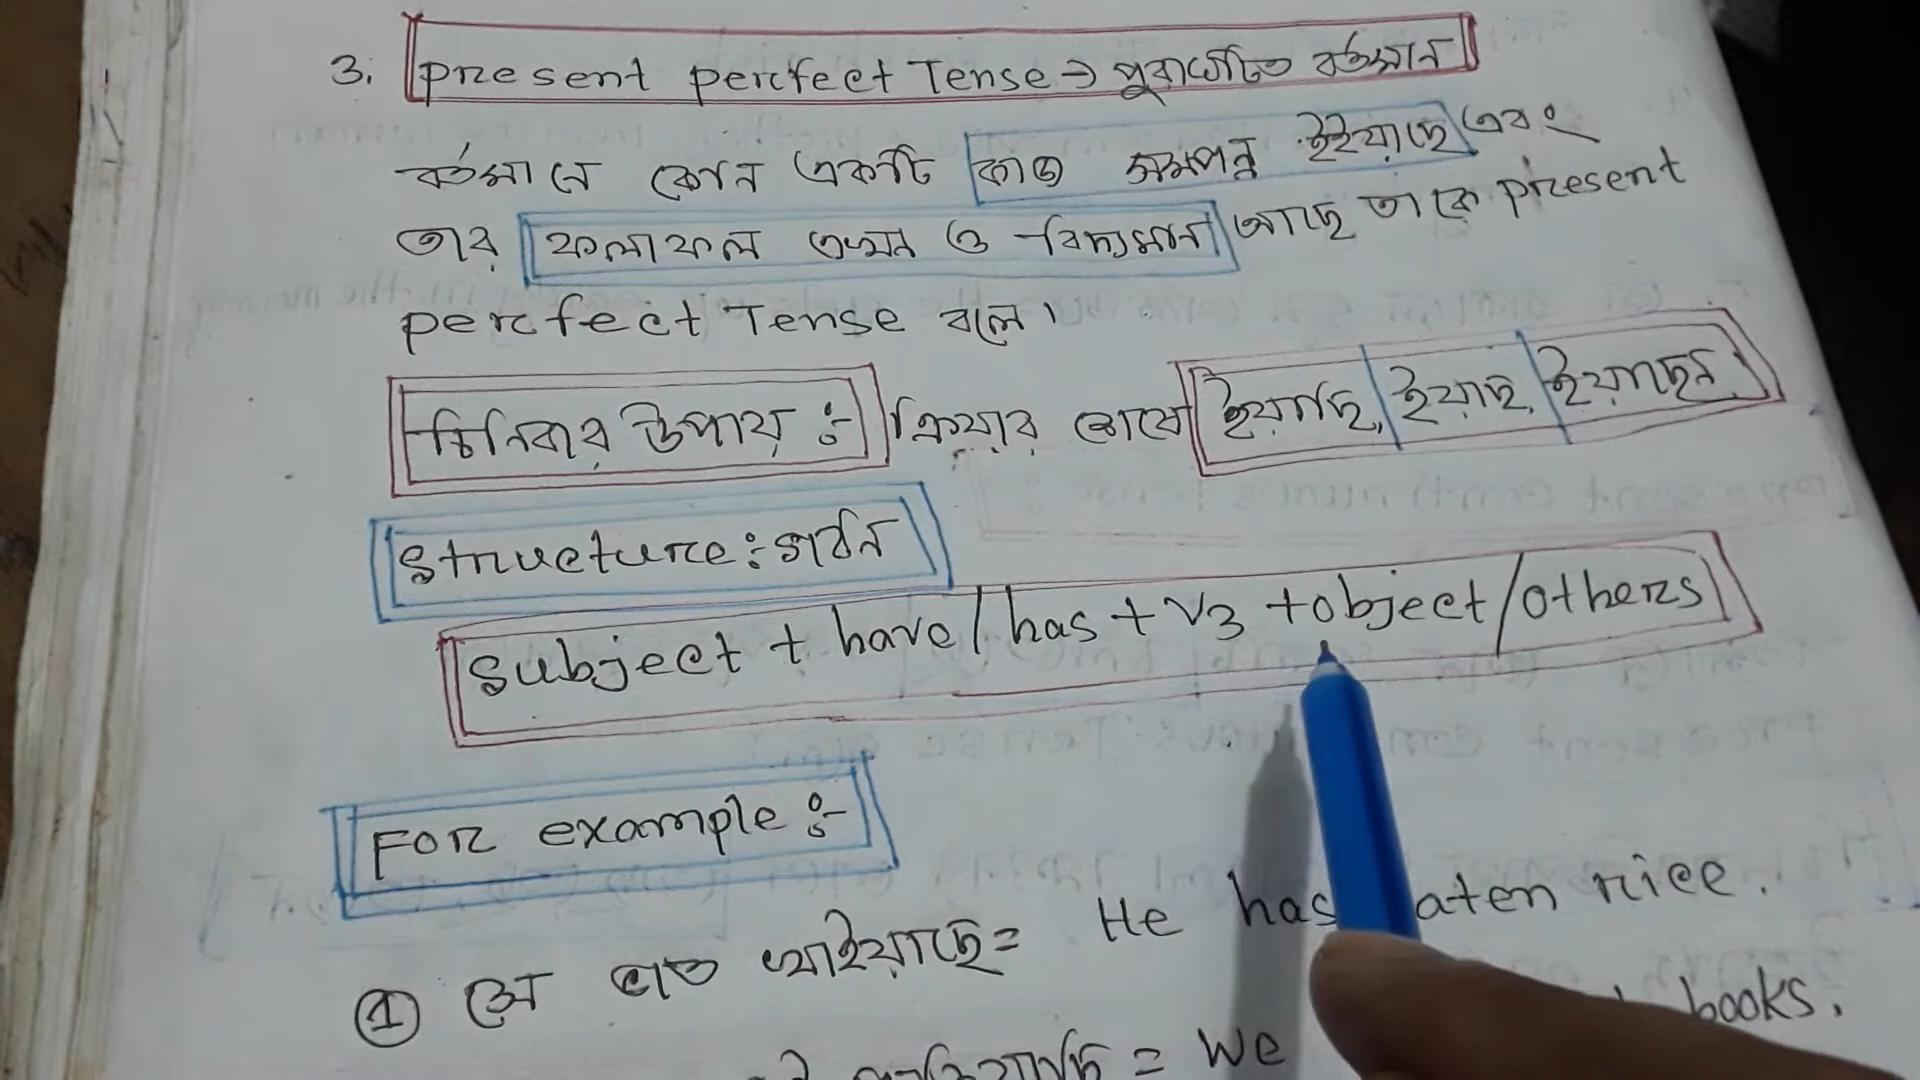 3. Present perfect Tense → পুরাঘটিত বর্তমান
বর্তমানে কোন একটি কাজ সম্পন্ন হইয়াছে এবং
তার ফলাফল এখন ও বিদ্যমান আছে তাকে present
perfect Tense বলে।
চিনিবার উপায় ঃ- ক্রিয়ার শেষে ইয়াছি, ইয়াছ, ইয়াছেন
Structure: গঠন
Subject + have / has + V3 + object / others
For example ঃ-
① সে ভাত খাইয়াছে = He has aten rice.
= We books.